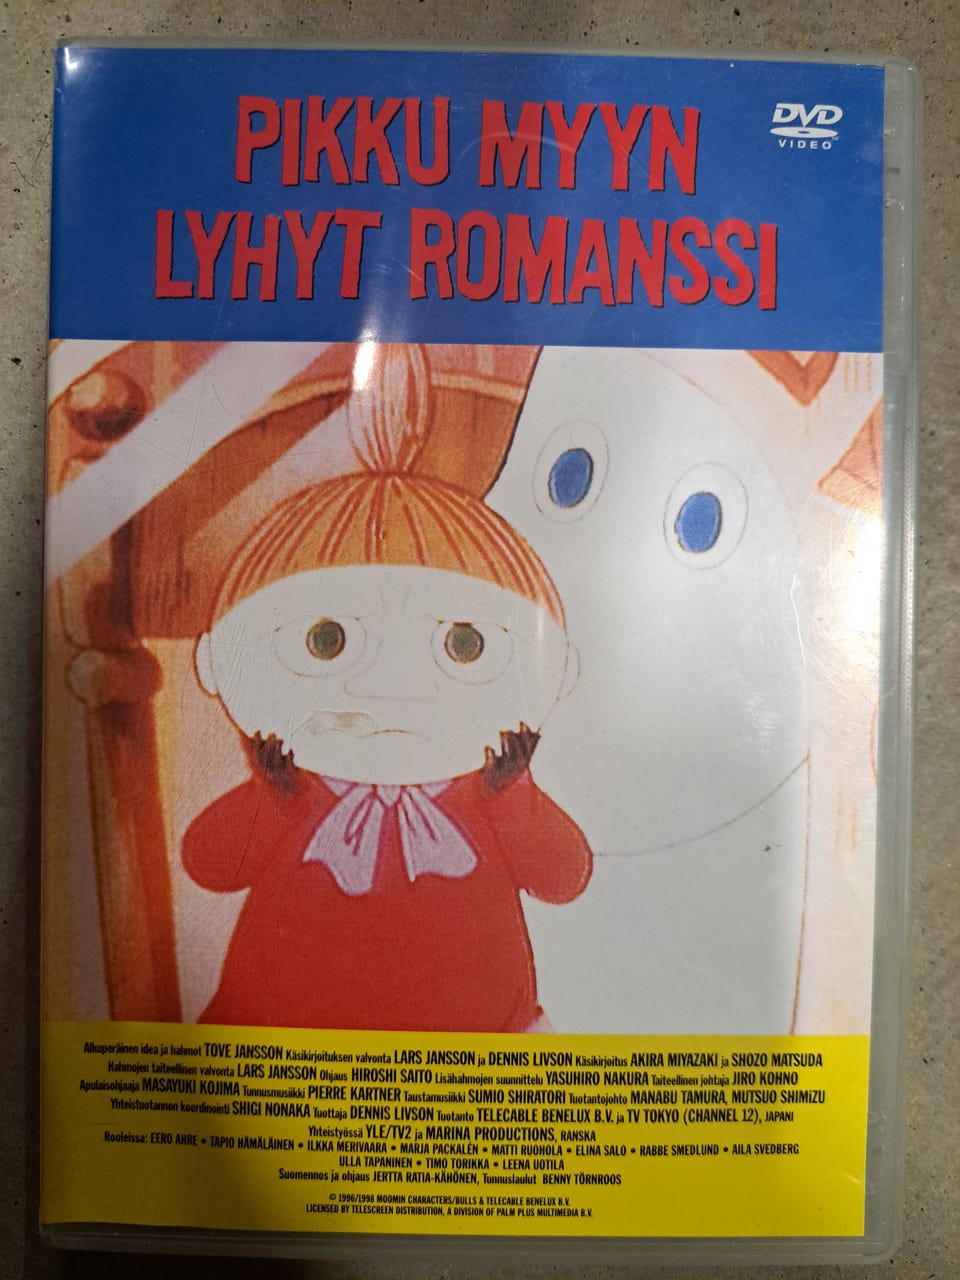 PIKKU MYYN
DVD
VIDEO
LYHYT ROMANSSI
Alkuperäinen idea ja hahmot TOVE JANSSON Käsikirjoituksen valvonta LARS JANSSON ja DENNIS LIVSON Käsikirjoitus AKIRA MIYAZAKI ja SHOZO MATSUDA
Hahmojen taiteellinen valvonta LARS JANSSON Ohjaus HIROSHI SAITO Lisähahmojen suunnittelu YASUHIRO NAKURA Taiteellinen johtaja JIRO KOHNO
Apulaisohjaaja MASAYUKI KOJIMA Tunnusmusiikki PIERRE KARTNER Taustamusiikki SUMIO SHIRATORI Tuotantojohto MANABU TAMURA, MUTSUO SHIMiZU
Yhteistuotannon koordinointi SHIGI NONAKA Tuottaja DENNIS LIVSON Tuotanto TELECABLE BENELUX B.V. ja TV TOKYO (CHANNEL 12), JAPANI
Yhteistyössä YLE/TV2 ja MARINA PRODUCTIONS, RANSKA
Rooleissa: EERO AHRE • TAPIO HÄMÄLÄINEN • ILKKA MERIVAARA • MARJA PACKALÉN • MATTI RUOHOLA • ELINA SALO • RABBE SMEDLUND • AILA SVEDBERG
ULLA TAPANINEN • TIMO TORIKKA • LEENA UOTILA
Suomennos ja ohjaus JERTTA RATIA-KÄHÖNEN, Tunnuslaulut BENNY TÖRNROOS
© 1996/1998 MOOMIN CHARACTERS/BULLS & TELECABLE BENELUX B.V.
LICENSED BY TELESCREEN DISTRIBUTION, A DIVISION OF PALM PLUS MULTIMEDIA B.V.